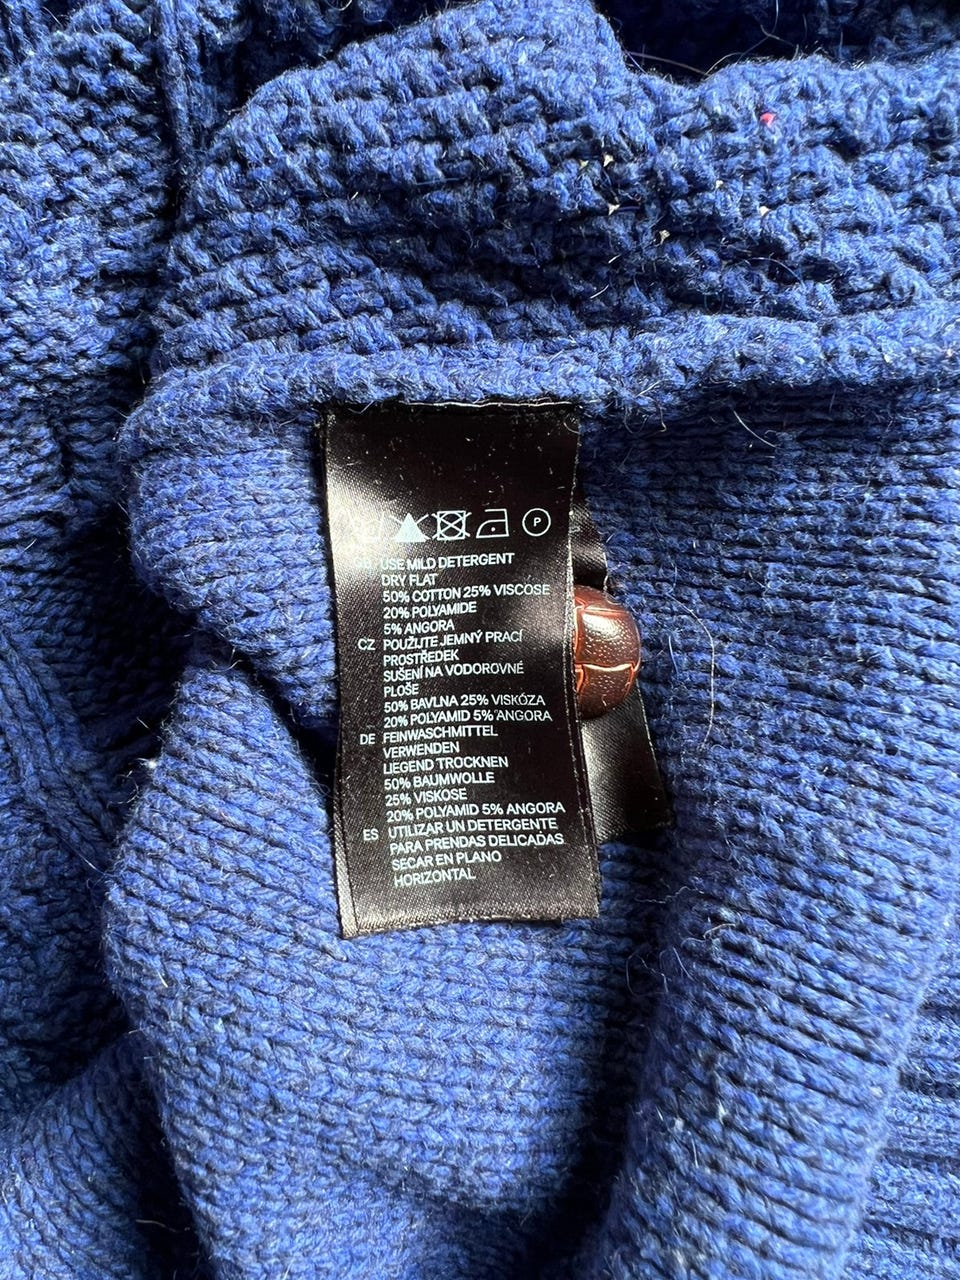 P
USE MILD DETERGENT
DRY FLAT
50% COTTON 25% VISCOSE
20% POLYAMIDE
5% ANGORA
CZ POUŽIJTE JEMNÝ PRACÍ
PROSTŘEDEK
SUŠENÍ NA VODOROVNÉ
PLOŠE
50% BAVLNA 25% VISKÓZA
20% POLYAMID 5% ANGORA
DE FEINWASCHMITTEL
VERWENDEN
LIEGEND TROCKNEN
50% BAUMWOLLE
25% VISKOSE
20% POLYAMID 5% ANGORA
ES UTILIZAR UN DETERGENTE
PARA PRENDAS DELICADAS
SECAR EN PLANO
HORIZONTAL